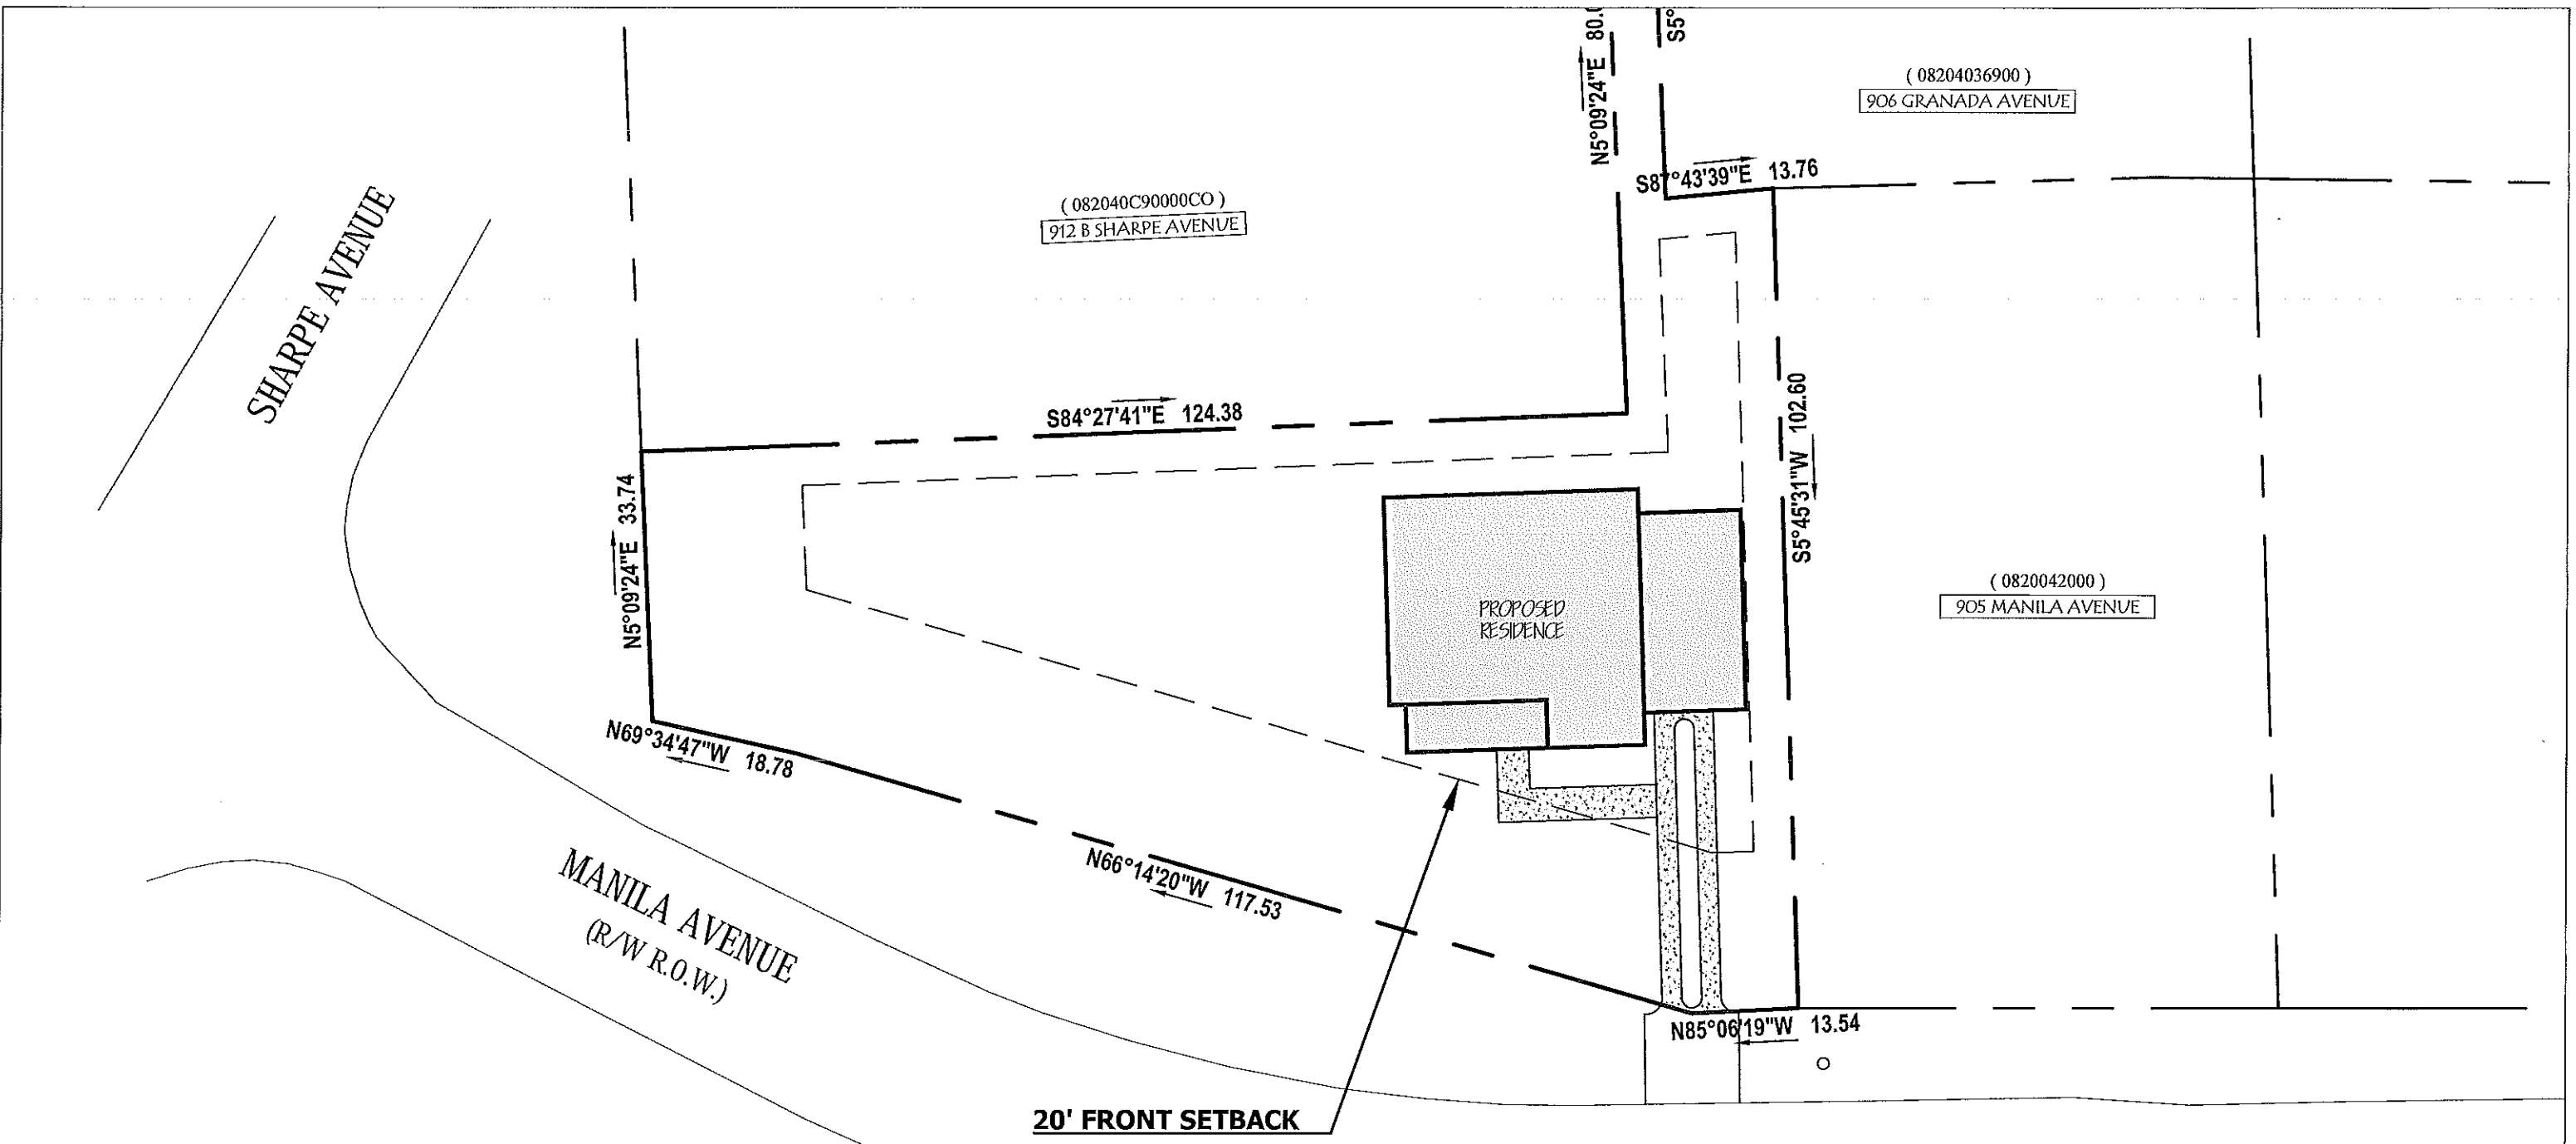 N5°09'24"E 80.
S5°
( 08204036900 )
906 GRANADA AVENUE
S87°43'39"E 13.76
( 082040C90000CO )
912 B SHARPE AVENUE
SHARPE AVENUE
S84°27'41"E 124.38
S5°45'31"W 102.60
N5°09'24"E 33.74
( 0820042000 )
905 MANILA AVENUE
PROPOSED
RESIDENCE
N69°34'47"W 18.78
N66°14'20"W 117.53
MANILA AVENUE
(R/W R.O.W.)
N85°06'19"W 13.54
20' FRONT SETBACK